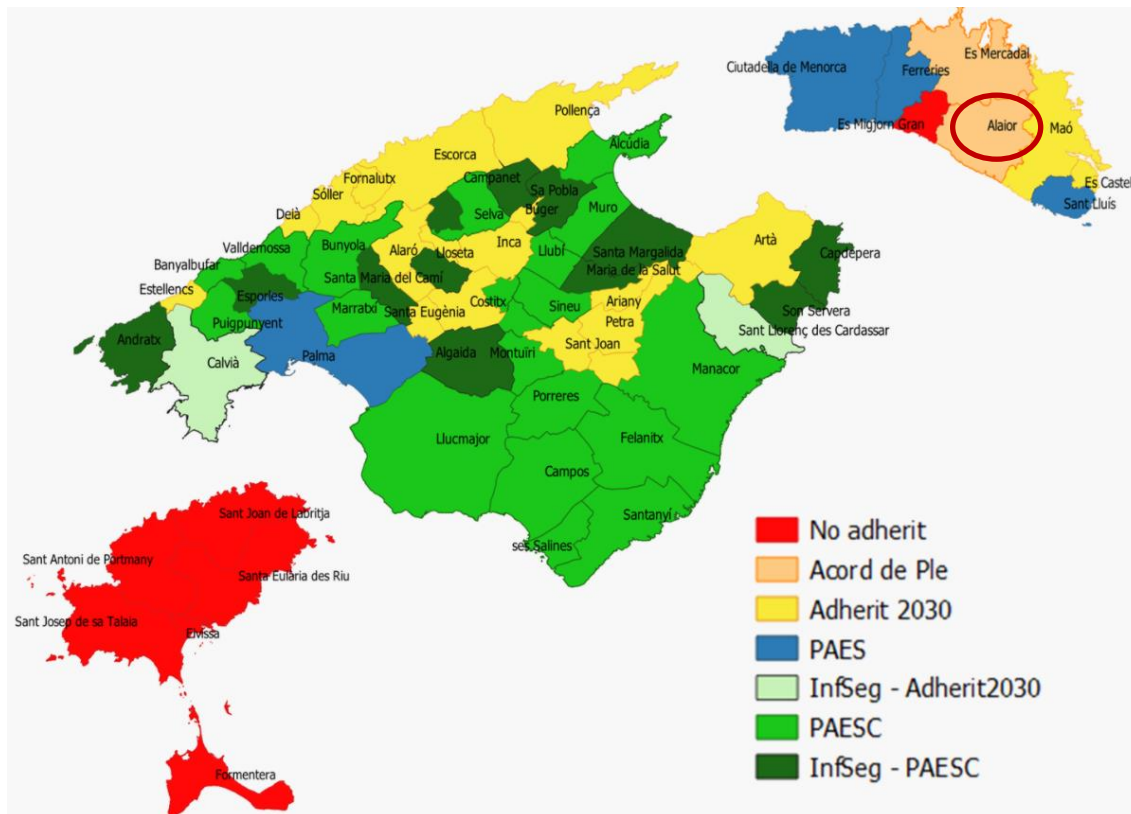 Es Mercadal
Ciutadella de Menorca
Ferreries
Es Migjorn Gran
Alaior
Maó
Es Castel
Sant Lluís
Pollença
Alcúdia
Escorca
Campanet
Sa Pobla
Fornalutx
Sóller
Selva
Búger
Muro
Deià
Valldemossa
Bunyola
Alaró
Lloseta
Inca
Llubí
Santa Margalida
Artà
Capdepera
Banyalbufar
Santa Maria del Camí
Maria de la Salut
Estellencs
Esporles
Marratxí
Santa Eugènia
Costitx
Sineu
Ariany
Son Servera
Puigpunyent
Petra
Sant Llorenç des Cardassar
Andratx
Calvià
Palma
Algaida
Montuïri
Sant Joan
Manacor
Porreres
Llucmajor
Felanitx
Campos
Santanyí
ses Salines
Sant Joan de Labritja
Sant Antoni de Portmany
Santa Eulària des Riu
Sant Josep de sa Talaia
Eivissa
Formentera
No adherit
Acord de Ple
Adherit 2030
PAES
InfSeg - Adherit2030
PAESC
InfSeg - PAESC